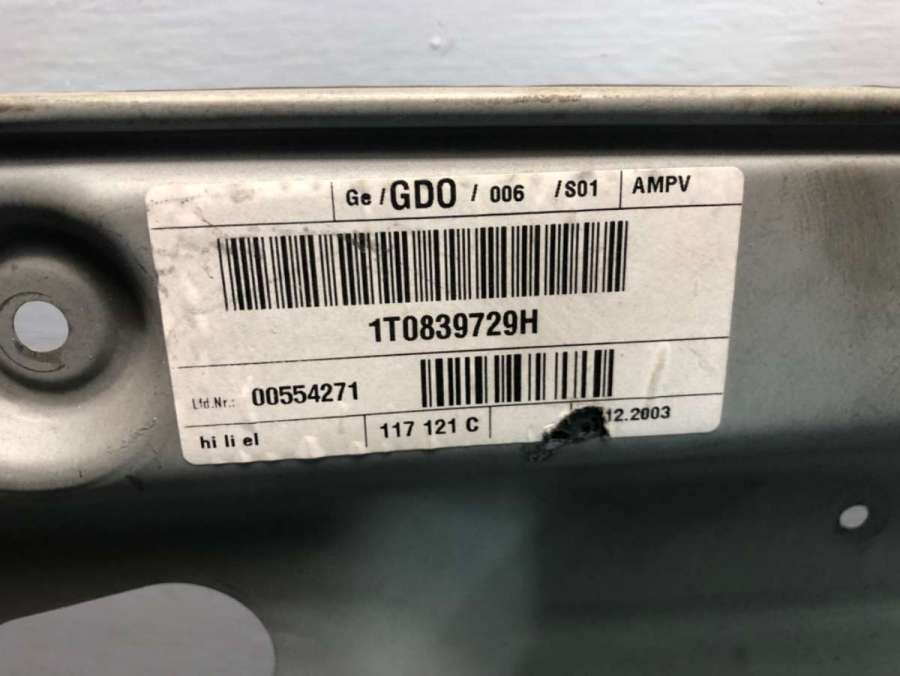 Ge / GDO / 006 / S01 AMPV
1T0839729H
Lfd.Nr.: 00554271
hi li el 117 121 C 12.2003